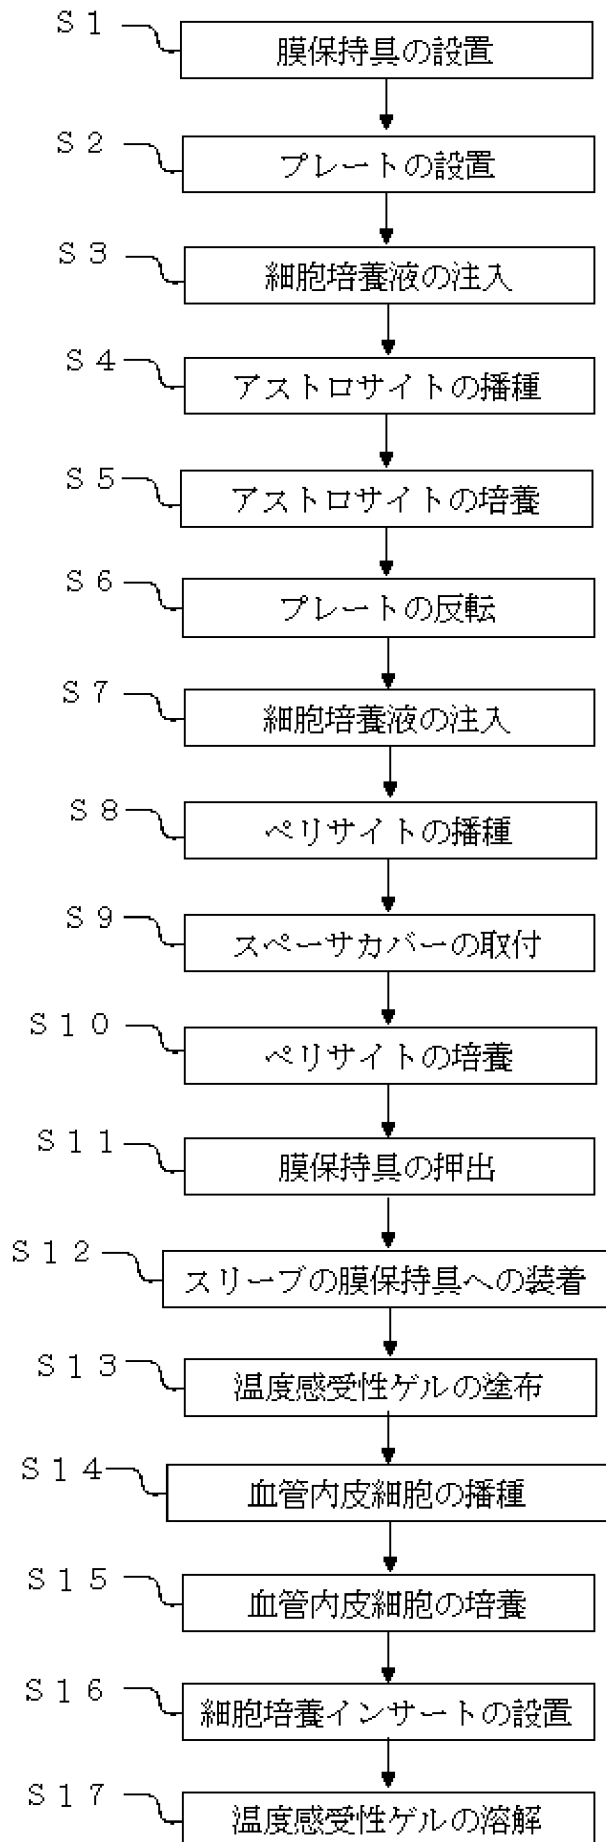 Ｓ１
膜保持具の設置
Ｓ２
プレートの設置
Ｓ３
細胞培養液の注入
Ｓ４
アストロサイトの播種
Ｓ５
アストロサイトの培養
Ｓ６
プレートの反転
Ｓ７
細胞培養液の注入
Ｓ８
ペリサイトの播種
Ｓ９
スペーサカバーの取付
Ｓ１０
ペリサイトの培養
Ｓ１１
膜保持具の押出
Ｓ１２
スリーブの膜保持具への装着
Ｓ１３
温度感受性ゲルの塗布
Ｓ１４
血管内皮細胞の播種
Ｓ１５
血管内皮細胞の培養
Ｓ１６
細胞培養インサートの設置
Ｓ１７
温度感受性ゲルの溶解